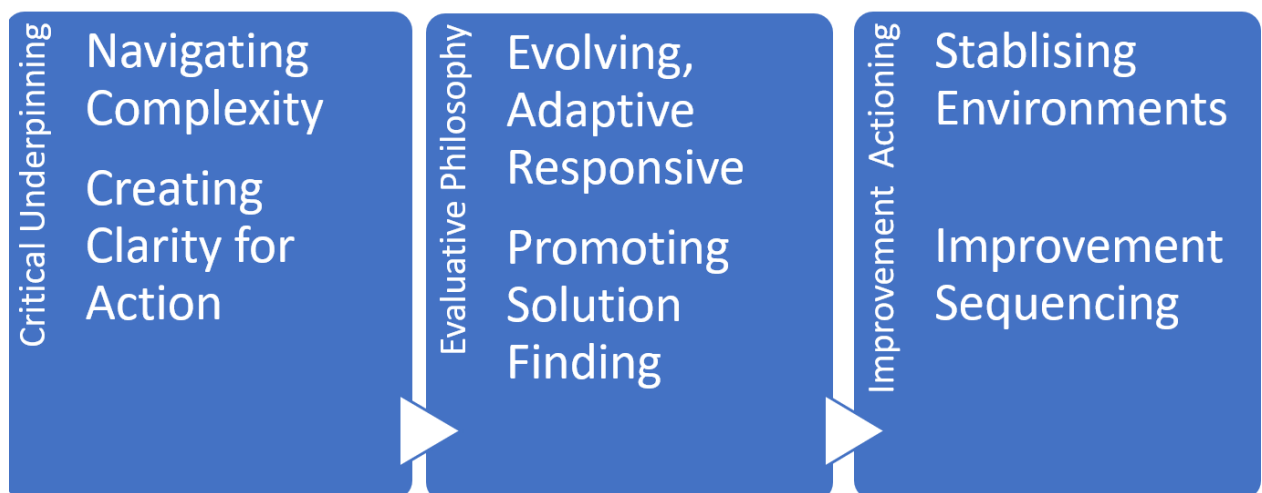 Critical Underpinning
Navigating
Complexity
Creating
Clarity for
Action
Evaluative Philosophy
Evolving,
Adaptive
Responsive
Promoting
Solution
Finding
Improvement Actioning
Stablising
Environments
Improvement
Sequencing